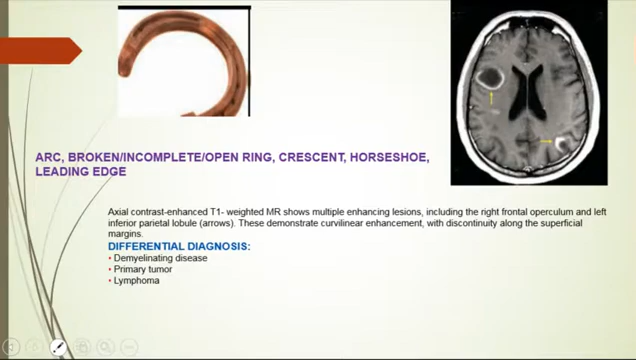 ARC, BROKEN/INCOMPLETE/OPEN RING, CRESCENT, HORSESHOE,
LEADING EDGE
Axial contrast-enhanced T1- weighted MR shows multiple enhancing lesions, including the right frontal operculum and left
inferior parietal lobule (arrows). These demonstrate curvilinear enhancement, with discontinuity along the superficial
margins.
DIFFERENTIAL DIAGNOSIS:
• Demyelinating disease
• Primary tumor
• Lymphoma